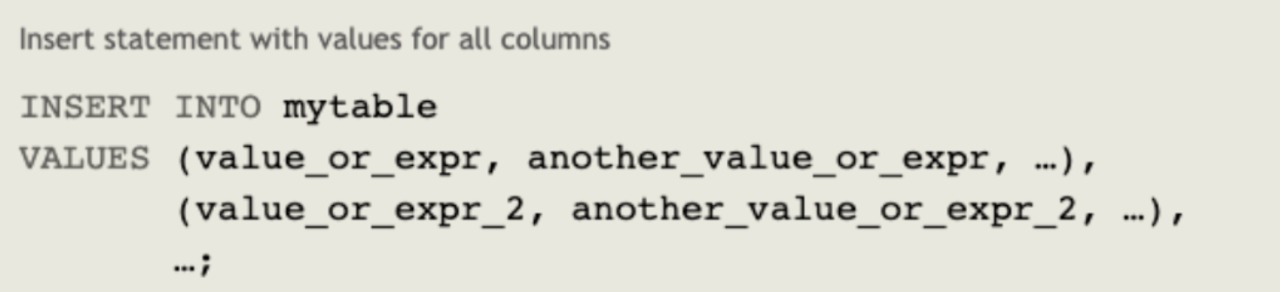 Insert statement with values for all columns
INSERT INTO mytable
VALUES (value_or_expr, another_value_or_expr, …),
(value_or_expr_2, another_value_or_expr_2, …),
…;